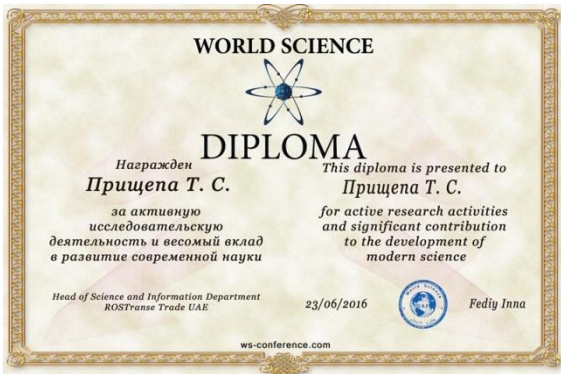 WORLD SCIENCE
DIPLOMA
Награжден
Прищепа Т. С.
за активную
исследовательскую
деятельность и весомый вклад
в развитие современной науки
This diploma is presented to
Прищепа Т. С.
for active research activities
and significant contribution
to the development of
modern science
Head of Science and Information Department
ROSTranse Trade UAE
23/06/2016
World Science
Fediy Inna
ws-conference.com